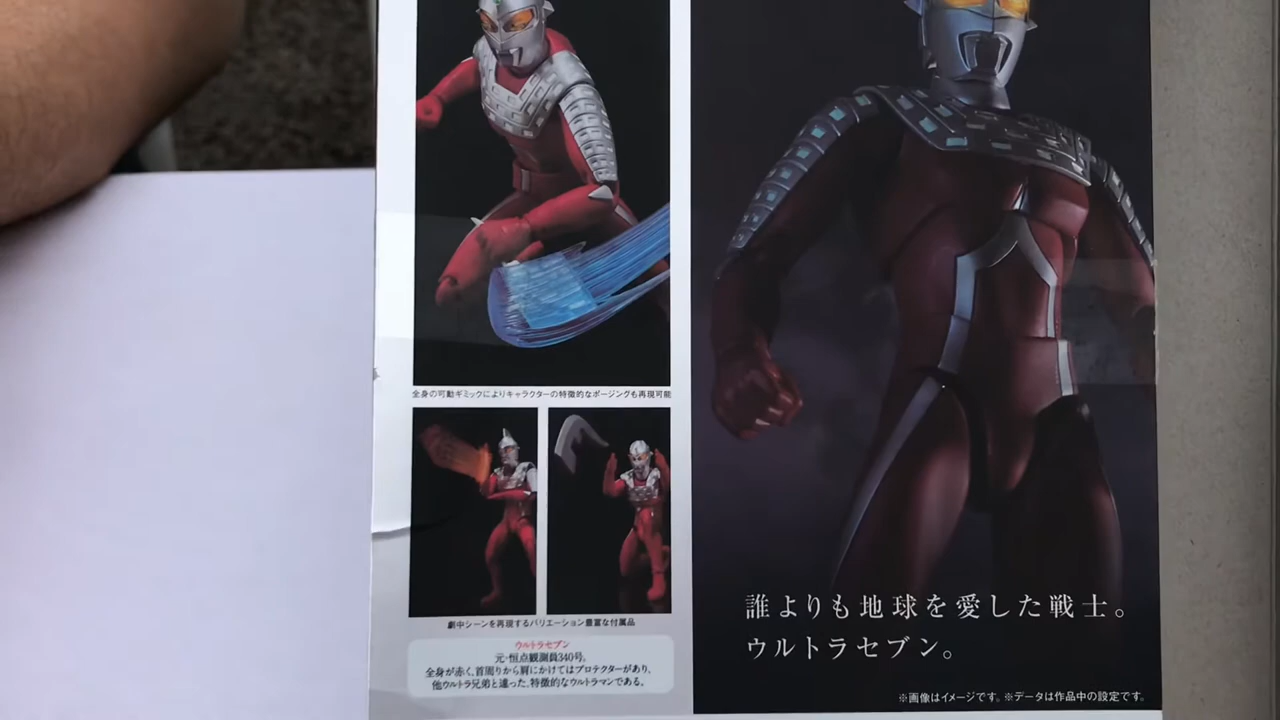 全身の可動ギミックによりキャラクターの特徴的なポージングも再現可能
劇中シーンを再現するバリエーション豊富な付属品
ウルトラセブン
元・恒点観測員340号。
全身が赤く、首周りから肩にかけてはプロテクターがあり、
他ウルトラ兄弟と違った、特徴的なウルトラマンである。
誰よりも地球を愛した戦士。
ウルトラセブン。
※画像はイメージです。※データは作品中の設定です。